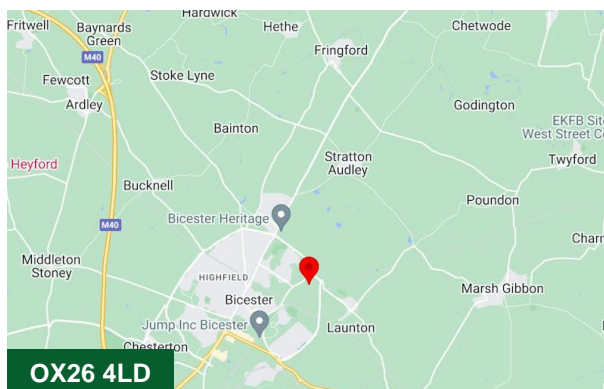 Hardwick
Fritwell
Baynards
Green
Hethe
Chetwode
Fringford
M40
Fewcott
Stoke Lyne
Ardley
Godington
EKFB Sit
West Street Co
Bainton
Stratton
Audley
Twyford
Heyford
Bucknell
Poundon
Bicester Heritage
M40
Charn
Middleton
Stoney
HIGHFIELD
Marsh Gibbon
Bicester
Launton
Jump Inc Bicester
Chesterton
OX26 4LD